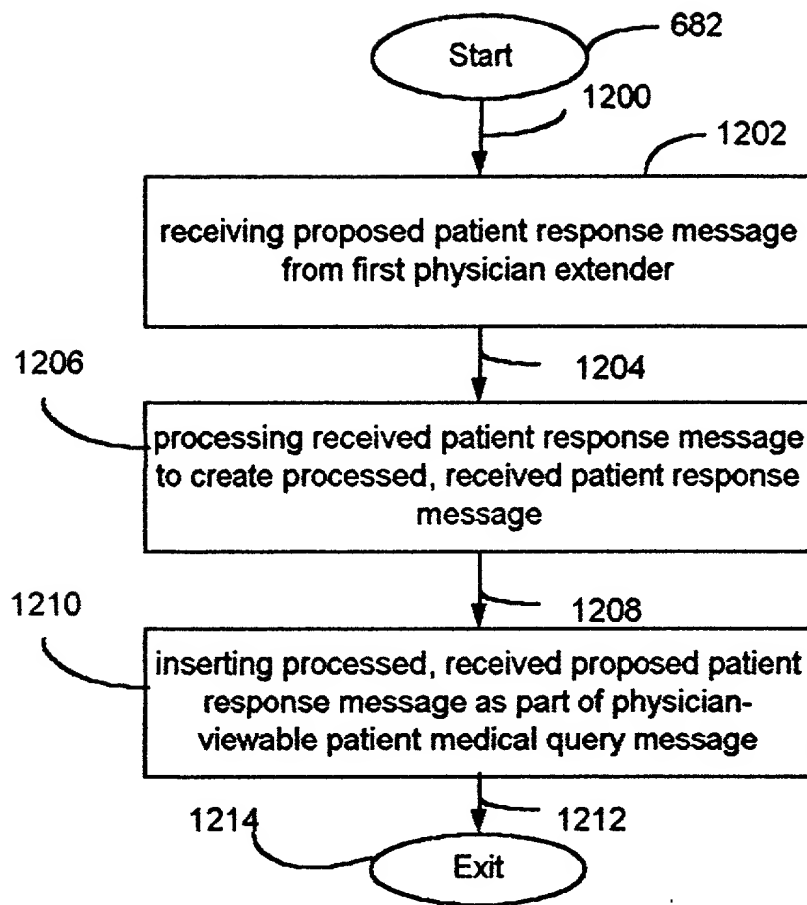 Start
682
1200
1202
receiving proposed patient response message
from first physician extender
1204
1206
processing received patient response message
to create processed, received patient response
message
1208
1210
inserting processed, received proposed patient
response message as part of physician-
viewable patient medical query message
1212
1214
Exit